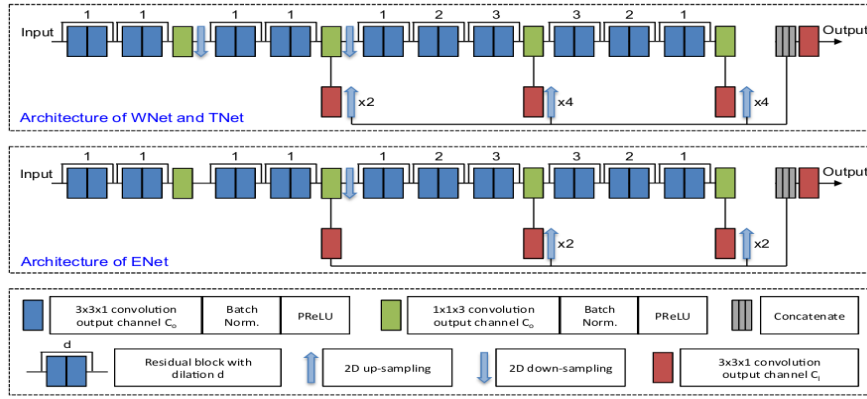 1 1 1 1 1 2 3 3 2 1
Input
Output
x2 x4 x4
Architecture of WNet and TNet
1 1 1 1 1 2 3 3 2 1
Input
Output
x2 x2
Architecture of ENet
3x3x1 convolution
output channel Cₒ
Batch
Norm.
PReLU
1x1x3 convolution
output channel Cₒ
Batch
Norm.
PReLU
Concatenate
d
Residual block with
dilation d
2D up-sampling
2D down-sampling
3x3x1 convolution
output channel Cₗ